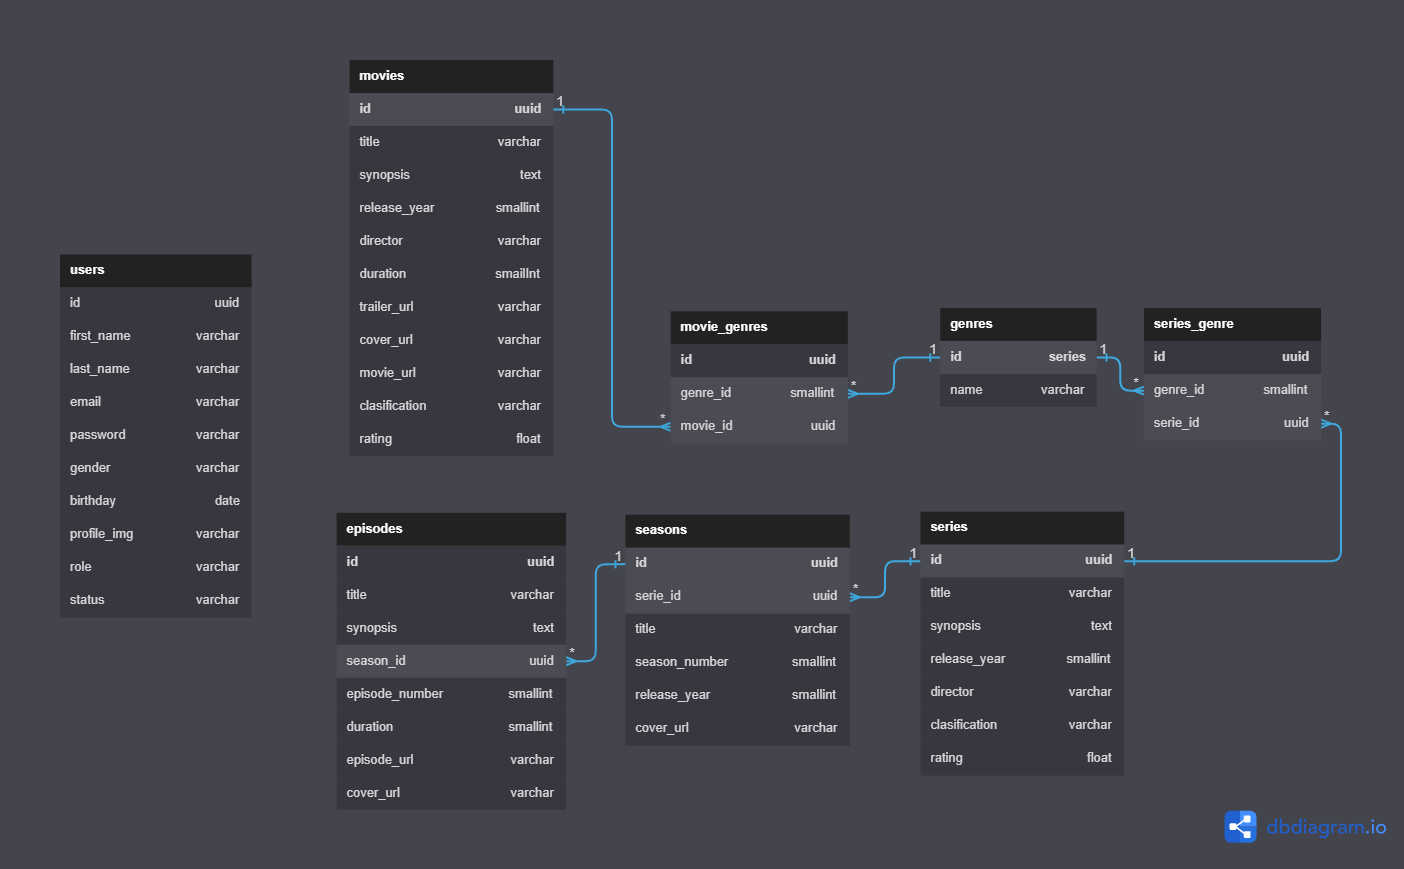 movies
id uuid
title varchar
synopsis text
release_year smallint
director varchar
duration smailInt
trailer_url varchar
cover_url varchar
movie_url varchar
clasification varchar
rating float
users
id uuid
first_name varchar
last_name varchar
email varchar
password varchar
gender varchar
birthday date
profile_img varchar
role varchar
status varchar
movie_genres
id uuid
genre_id smallint
movie_id uuid
genres
id series
name varchar
series_genre
id uuid
genre_id smallint
serie_id uuid
episodes
id uuid
title varchar
synopsis text
season_id uuid
episode_number smallint
duration smallint
episode_url varchar
cover_url varchar
seasons
id uuid
serie_id uuid
title varchar
season_number smallint
release_year smallint
cover_url varchar
series
id uuid
title varchar
synopsis text
release_year smallint
director varchar
clasification varchar
rating float
1
*
1
*
1
*
1
*
1
*
1
*
dbdiagram.io